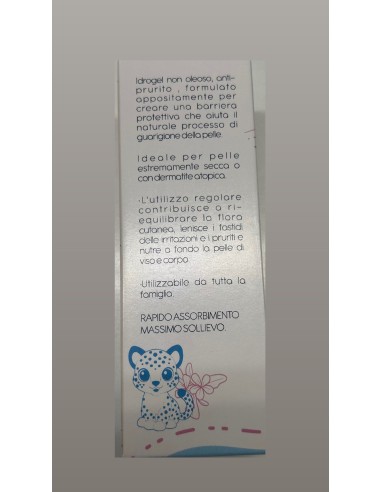 Idrogel non oleoso, anti-
prurito , formulato
appositamente per
creare una barriera
protettiva che aiuta il
naturale processo di
guarigione della pelle.
Ideale per pelle
estremamente secca o
con dermatite atopica.
•L'utilizzo regolare
contribuisce a ri-
equilibrare la flora
cutanea, lenisce i fastidi
delle irritazioni e i pruriti e
nutre a fondo la pelle di
viso e corpo.
•Utilizzabile da tutta la
famiglia.
RAPIDO ASSORBIMENTO
MASSIMO SOLLIEVO.